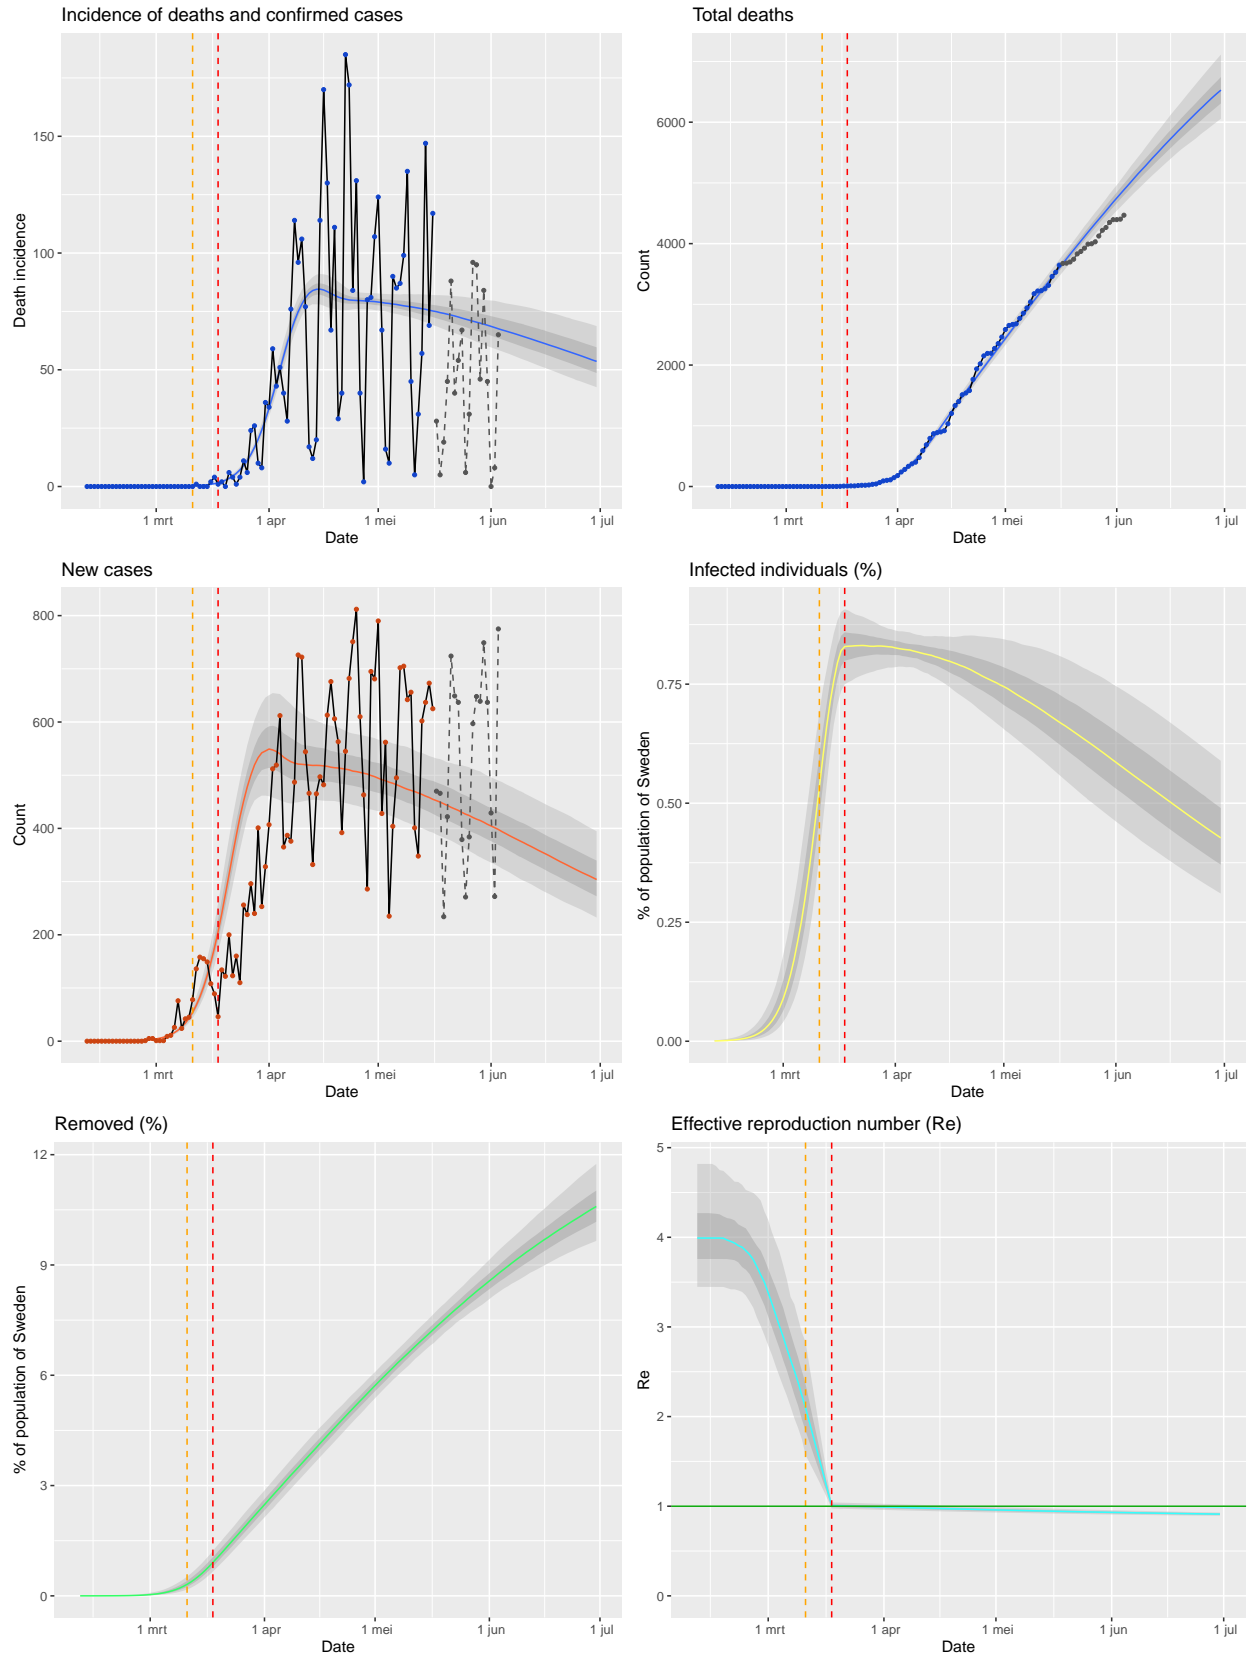 Incidence of deaths and confirmed cases
Death incidence
150
100
50
0
1 mrt 1 apr 1 mei 1 jun 1 jul
Date
Total deaths
Count
6000
4000
2000
0
1 mrt 1 apr 1 mei 1 jun 1 jul
Date
New cases
Count
800
600
400
200
0
1 mrt 1 apr 1 mei 1 jun 1 jul
Date
Infected individuals (%)
% of population of Sweden
0.75
0.50
0.25
0.00
1 mrt 1 apr 1 mei 1 jun 1 jul
Date
Removed (%)
% of population of Sweden
12
9
6
3
0
1 mrt 1 apr 1 mei 1 jun 1 jul
Date
Effective reproduction number (Re)
Re
5
4
3
2
1
0
1 mrt 1 apr 1 mei 1 jun 1 jul
Date